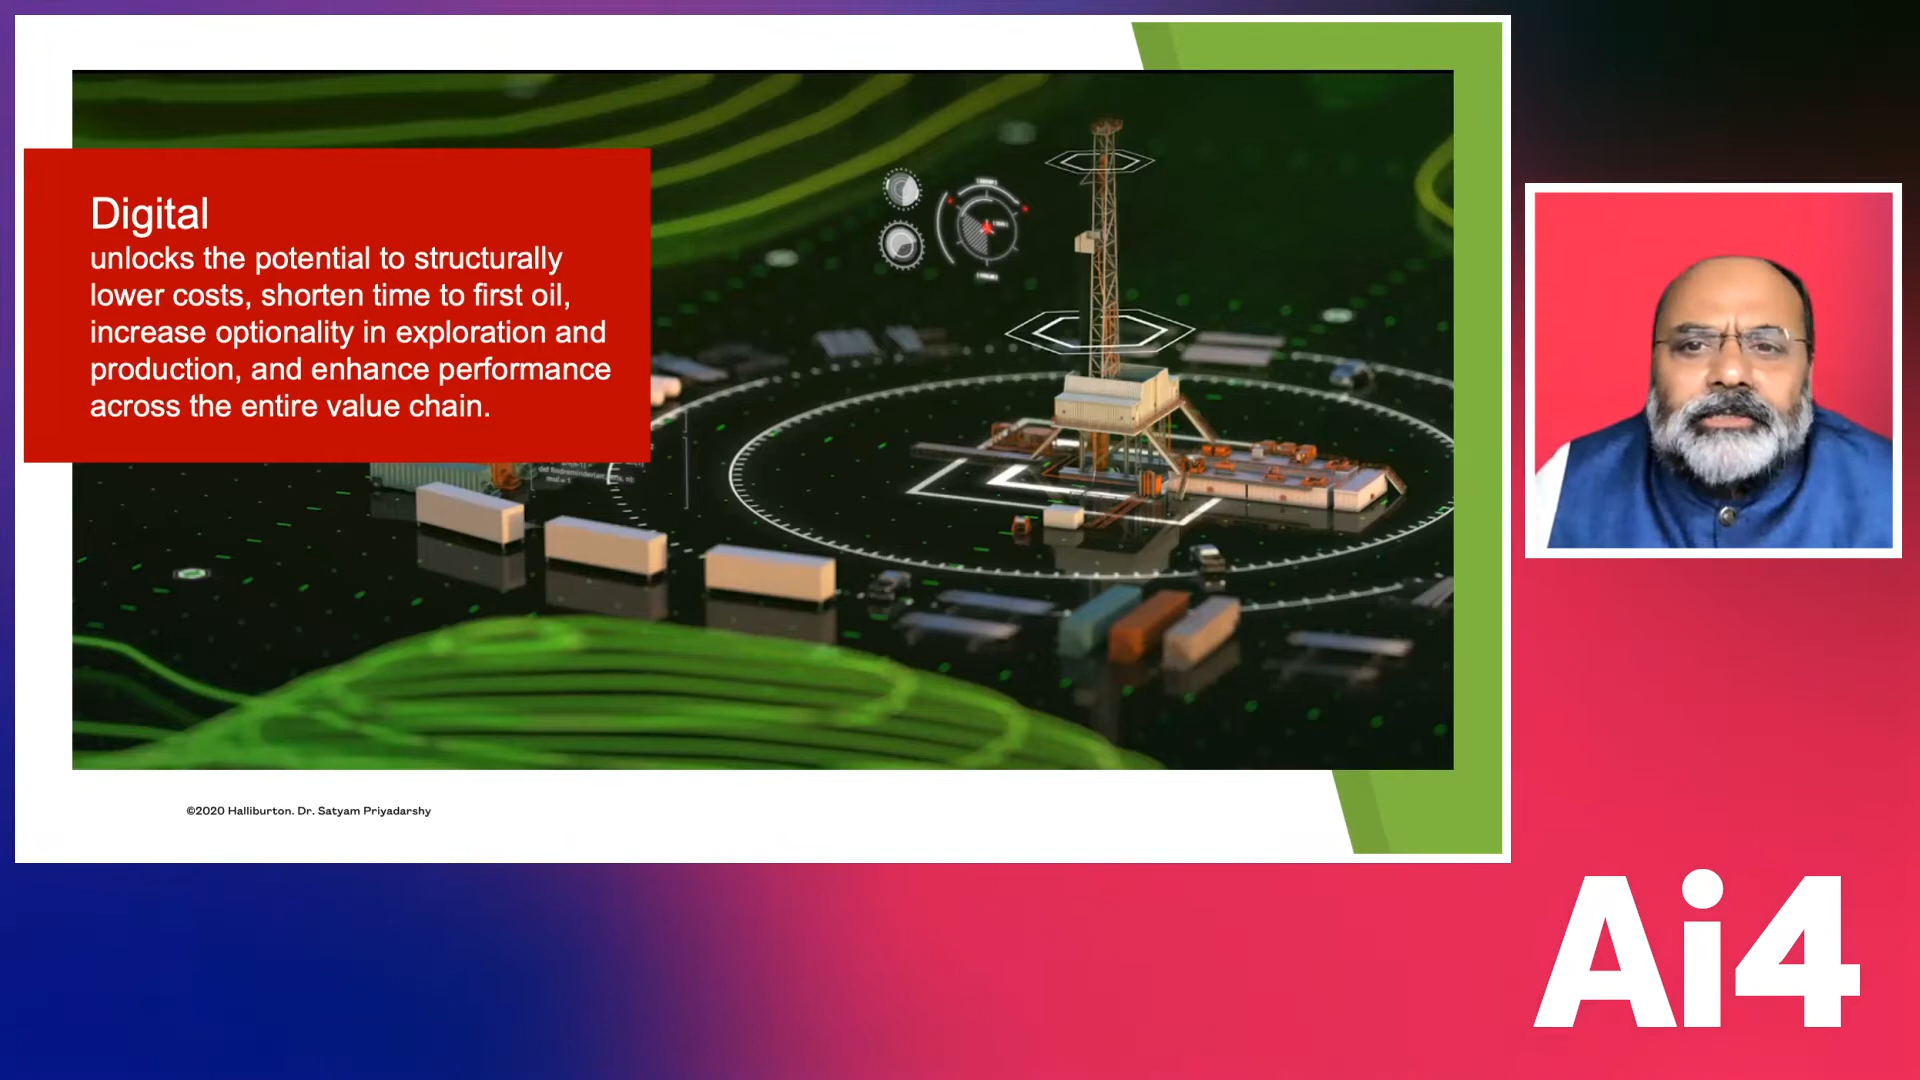 Digital
unlocks the potential to structurally
lower costs, shorten time to first oil,
increase optionality in exploration and
production, and enhance performance
across the entire value chain.
©2020 Halliburton. Dr. Satyam Priyadarshy
Ai4